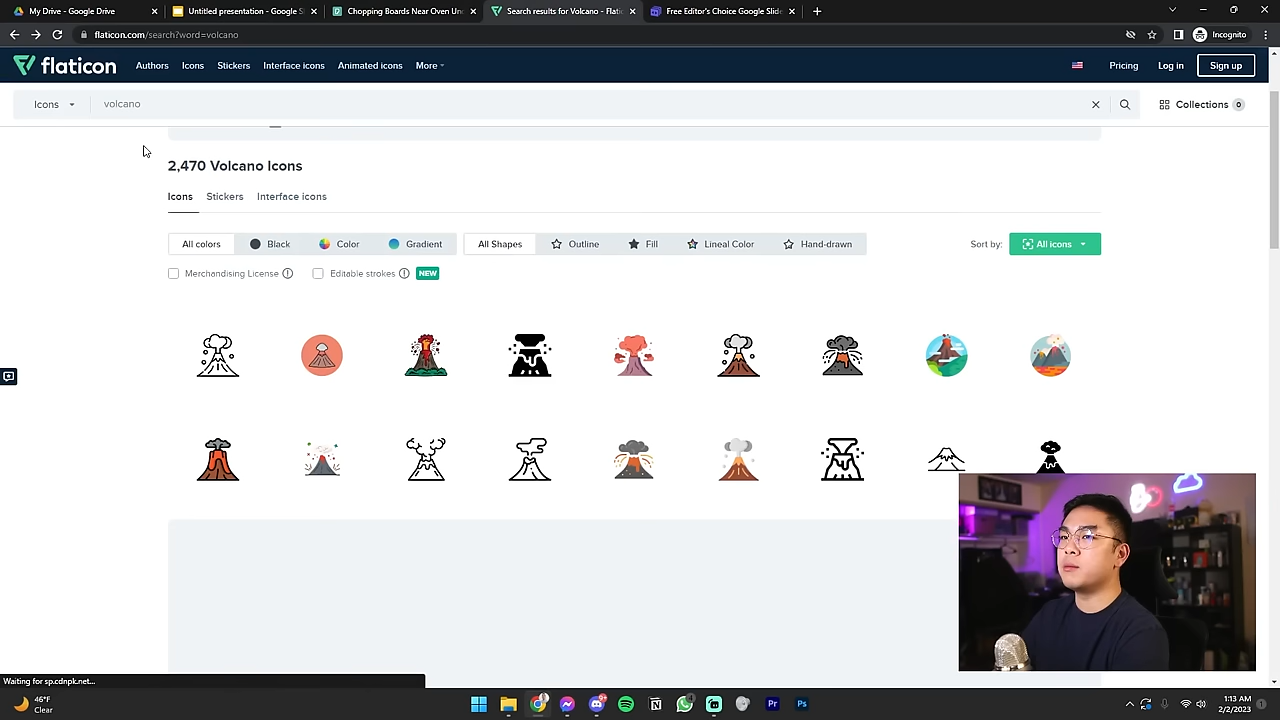 My Drive - Google Drive
Untitled presentation - Google S
Chopping Boards Near Oven Un
Search results for Volcano - Flati
Free Editor's Choice Google Slid
flaticon.com/search?word=volcano
Incognito
flaticon
Authors
Icons
Stickers
Interface icons
Animated icons
More
Pricing
Log in
Sign up
Icons
volcano
Collections
0
2,470 Volcano Icons
Icons
Stickers
Interface icons
All colors
Black
Color
Gradient
All Shapes
Outline
Fill
Lineal Color
Hand-drawn
Sort by:
All icons
Merchandising License
Editable strokes
NEW
Waiting for sp.cdnpk.net...
46°F
Clear
Pr
Ps
1:13 AM
2/2/2023